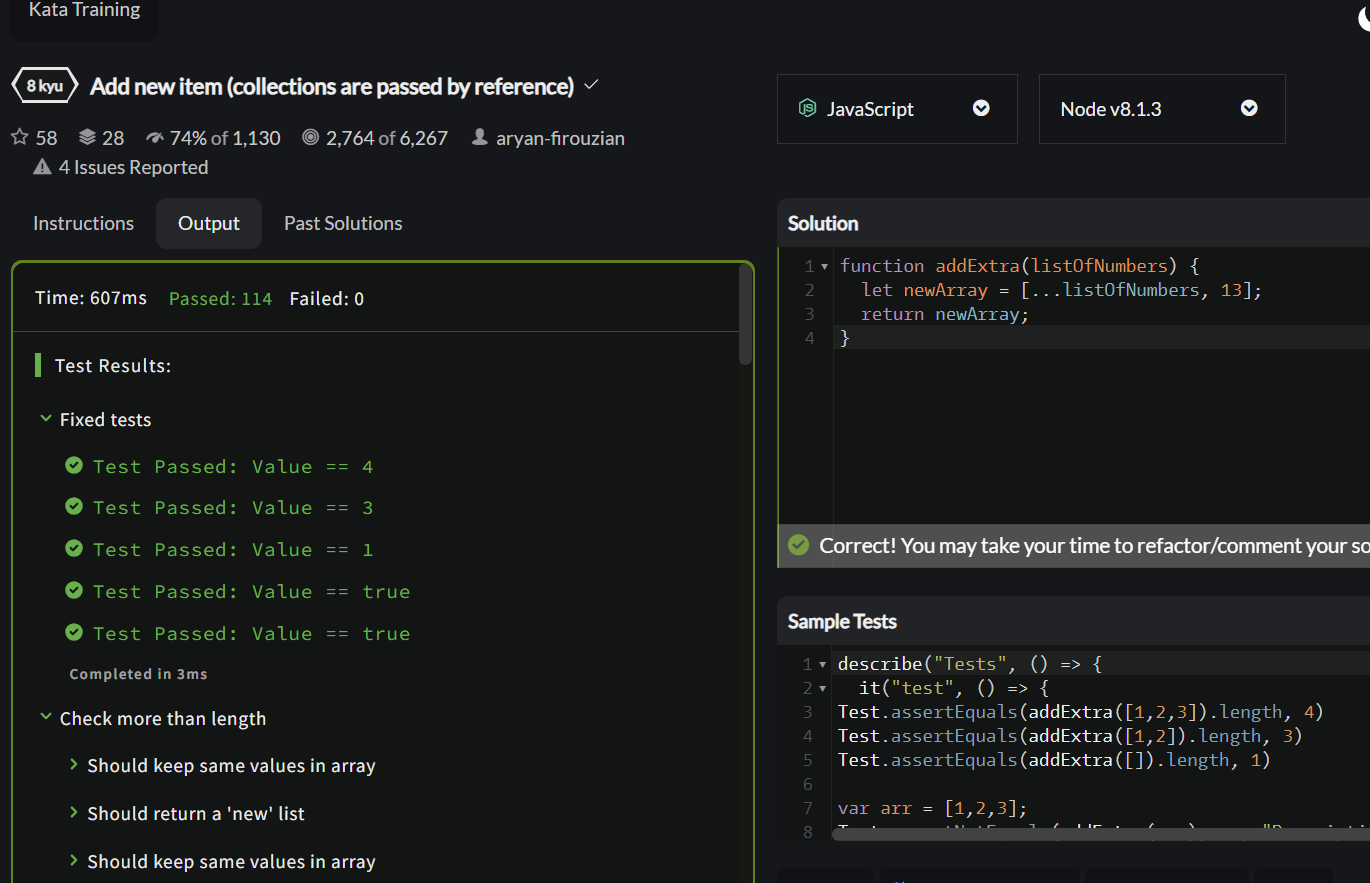 Kata Training
8 kyu Add new item (collections are passed by reference)
58 28 74% of 1,130 2,764 of 6,267 aryan-firouzian
4 Issues Reported
JavaScript
Node v8.1.3
Instructions Output Past Solutions
Time: 607ms Passed: 114 Failed: 0
Test Results:
Fixed tests
Test Passed: Value == 4
Test Passed: Value == 3
Test Passed: Value == 1
Test Passed: Value == true
Test Passed: Value == true
Completed in 3ms
Check more than length
Should keep same values in array
Should return a 'new' list
Should keep same values in array
Solution
1 function addExtra(listOfNumbers) {
2 let newArray = [...listOfNumbers, 13];
3 return newArray;
4 }
Correct! You may take your time to refactor/comment your so
Sample Tests
1 describe("Tests", () => {
2 it("test", () => {
3 Test.assertEquals(addExtra([1,2,3]).length, 4)
4 Test.assertEquals(addExtra([1,2]).length, 3)
5 Test.assertEquals(addExtra([]).length, 1)
6
7 var arr = [1,2,3];
8